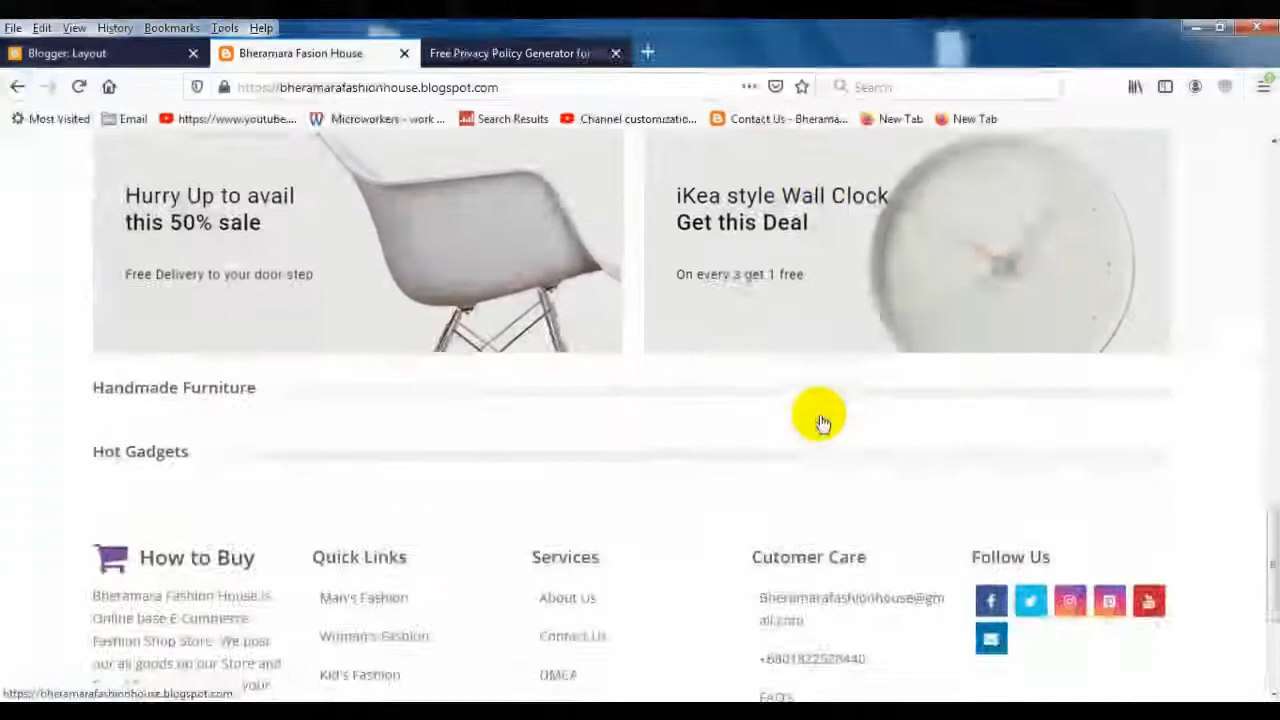 File Edit View History Bookmarks Tools Help
Blogger: Layout
Bheramara Fasion House
Free Privacy Policy Generator for
https://bheramarafashionhouse.blogspot.com
Search
Most Visited
Email
https://www.youtube....
Microworkers - work ...
Search Results
Channel customizatio...
Contact Us - Bherama...
New Tab
New Tab
Hurry Up to avail
this 50% sale
Free Delivery to your door step
iKea style Wall Clock
Get this Deal
On every 3 get 1 free
Handmade Furniture
Hot Gadgets
How to Buy
Bheramara Fashion House is
Online base E-Commerce
Fashion Shop Store. We post
our all goods on our Store and
your
Quick Links
Man's Fashion
Woman's Fashion
Kid's Fashion
Services
About Us
Contact Us
Cutomer Care
Bheramarafashionhouse@gm
ail.com
+8801822528440
Faq's
Follow Us
https://bheramarafashionhouse.blogspot.com